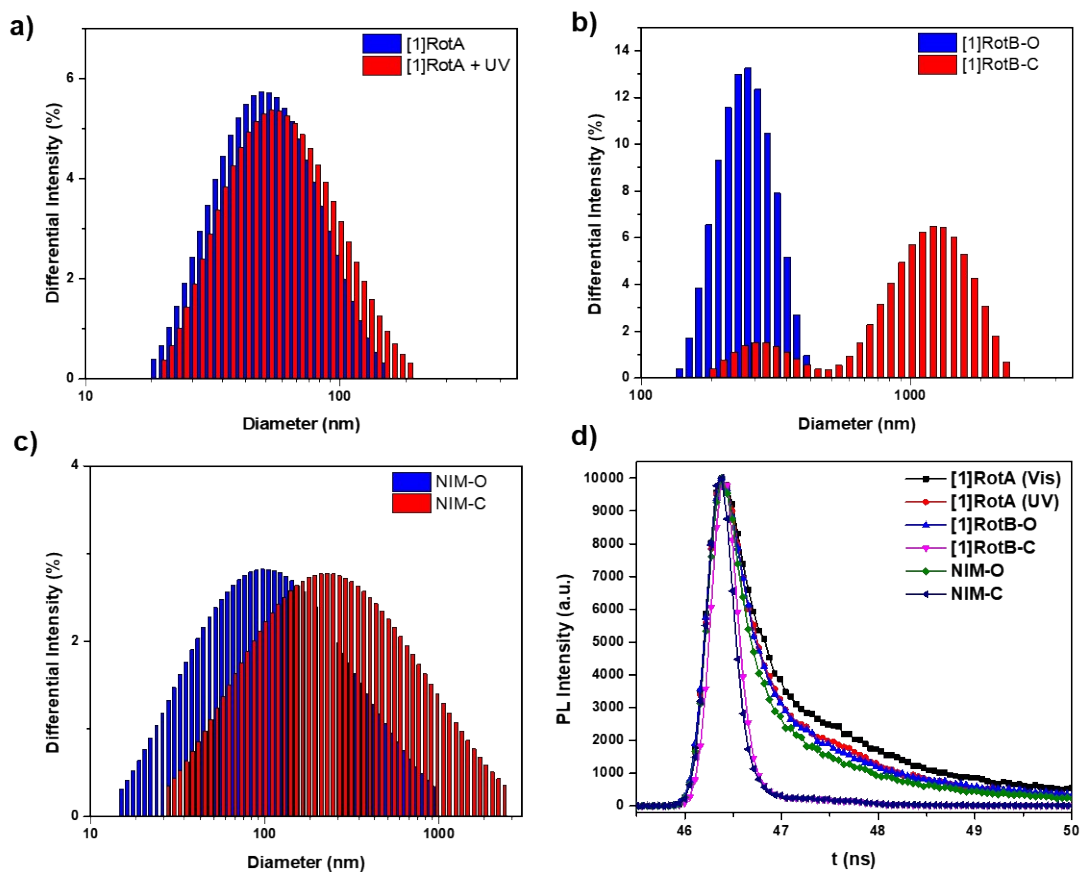 a)
[1]RotA
[1]RotA + UV
Differential Intensity (%)
6
4
2
0
10
100
Diameter (nm)
b)
[1]RotB-O
[1]RotB-C
Differential Intensity (%)
14
12
10
8
6
4
2
0
100
1000
Diameter (nm)
c)
NIM-O
NIM-C
Differential Intensity (%)
4
2
0
10
100
1000
Diameter (nm)
d)
[1]RotA (Vis)
[1]RotA (UV)
[1]RotB-O
[1]RotB-C
NIM-O
NIM-C
PL Intensity (a.u.)
10000
9000
8000
7000
6000
5000
4000
3000
2000
1000
0
46
47
48
49
50
t (ns)